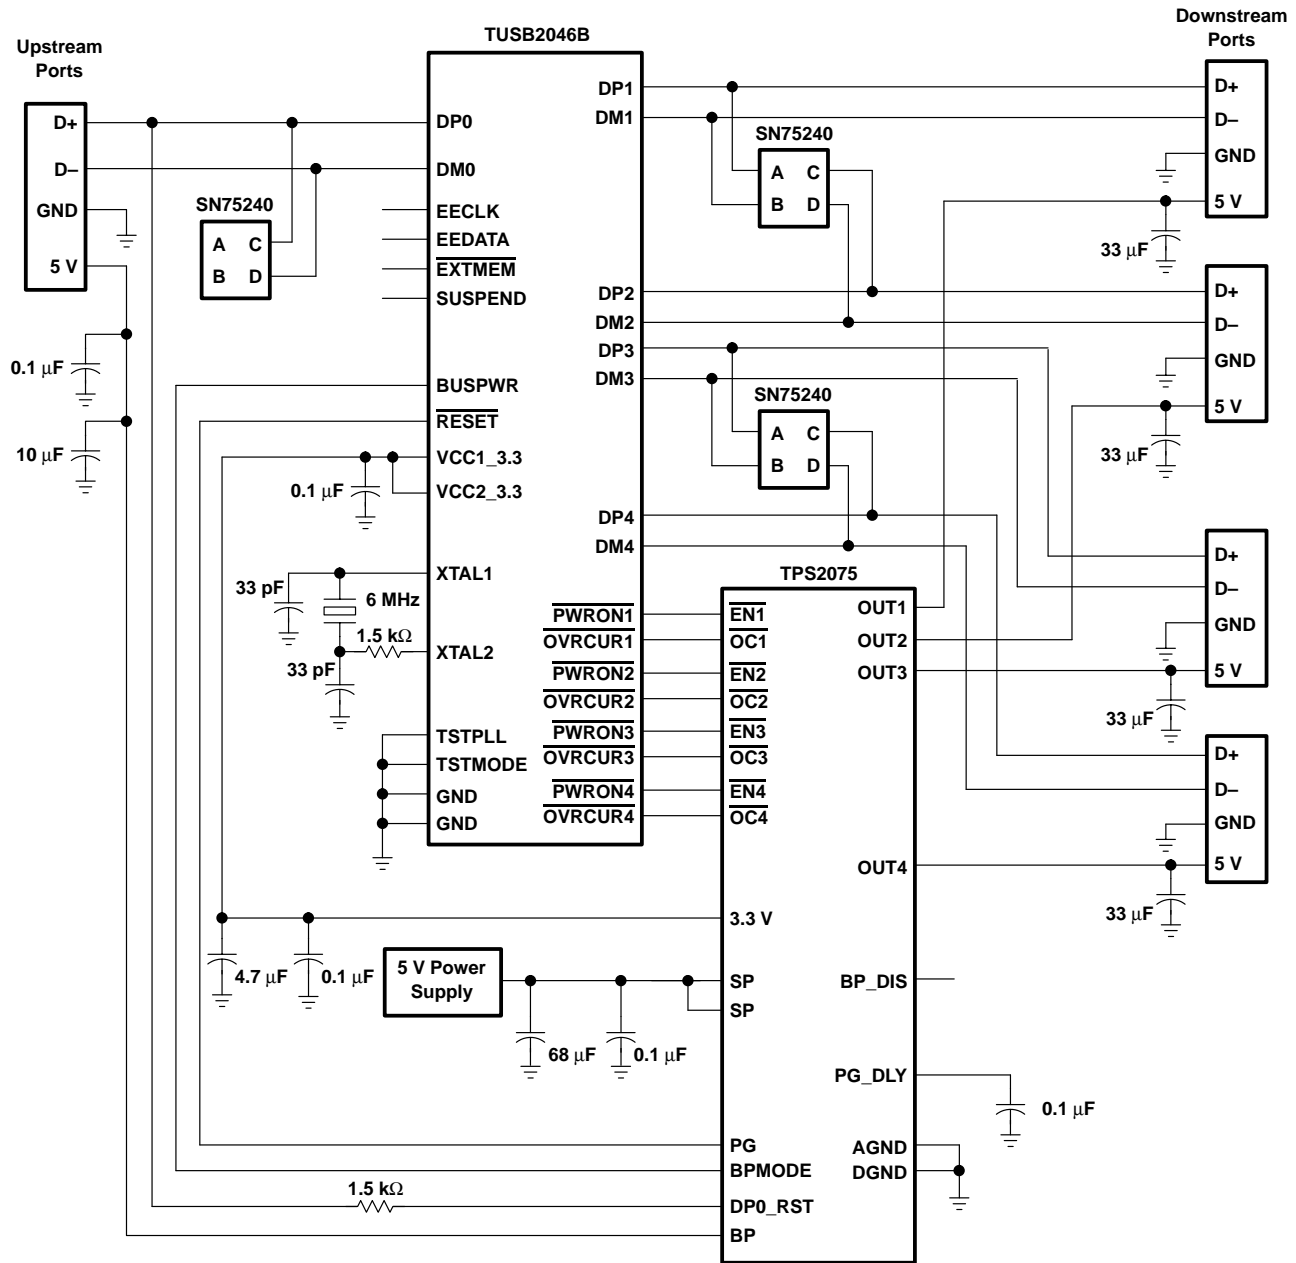 Upstream
Ports
D+
D–
GND
5 V
0.1 μF
10 μF
SN75240
A C
B D
TUSB2046B
DP0
DM0
EECLK
EEDATA
EXTMEM
SUSPEND
BUSPWR
RESET
VCC1_3.3
VCC2_3.3
0.1 μF
XTAL1
33 pF
6 MHz
1.5 kΩ
XTAL2
33 pF
TSTPLL
TSTMODE
GND
GND
DP1
DM1
DP2
DM2
DP3
DM3
DP4
DM4
PWRON1
OVRCUR1
PWRON2
OVRCUR2
PWRON3
OVRCUR3
PWRON4
OVRCUR4
SN75240
A C
B D
SN75240
A C
B D
TPS2075
EN1
OC1
EN2
OC2
EN3
OC3
EN4
OC4
3.3 V
SP
SP
PG
BPMODE
DP0_RST
BP
OUT1
OUT2
OUT3
OUT4
BP_DIS
PG_DLY
AGND
DGND
4.7 μF
0.1 μF
5 V Power
Supply
68 μF
0.1 μF
1.5 kΩ
0.1 μF
Downstream
Ports
D+
D–
GND
5 V
33 μF
D+
D–
GND
5 V
33 μF
D+
D–
GND
5 V
33 μF
D+
D–
GND
5 V
33 μF